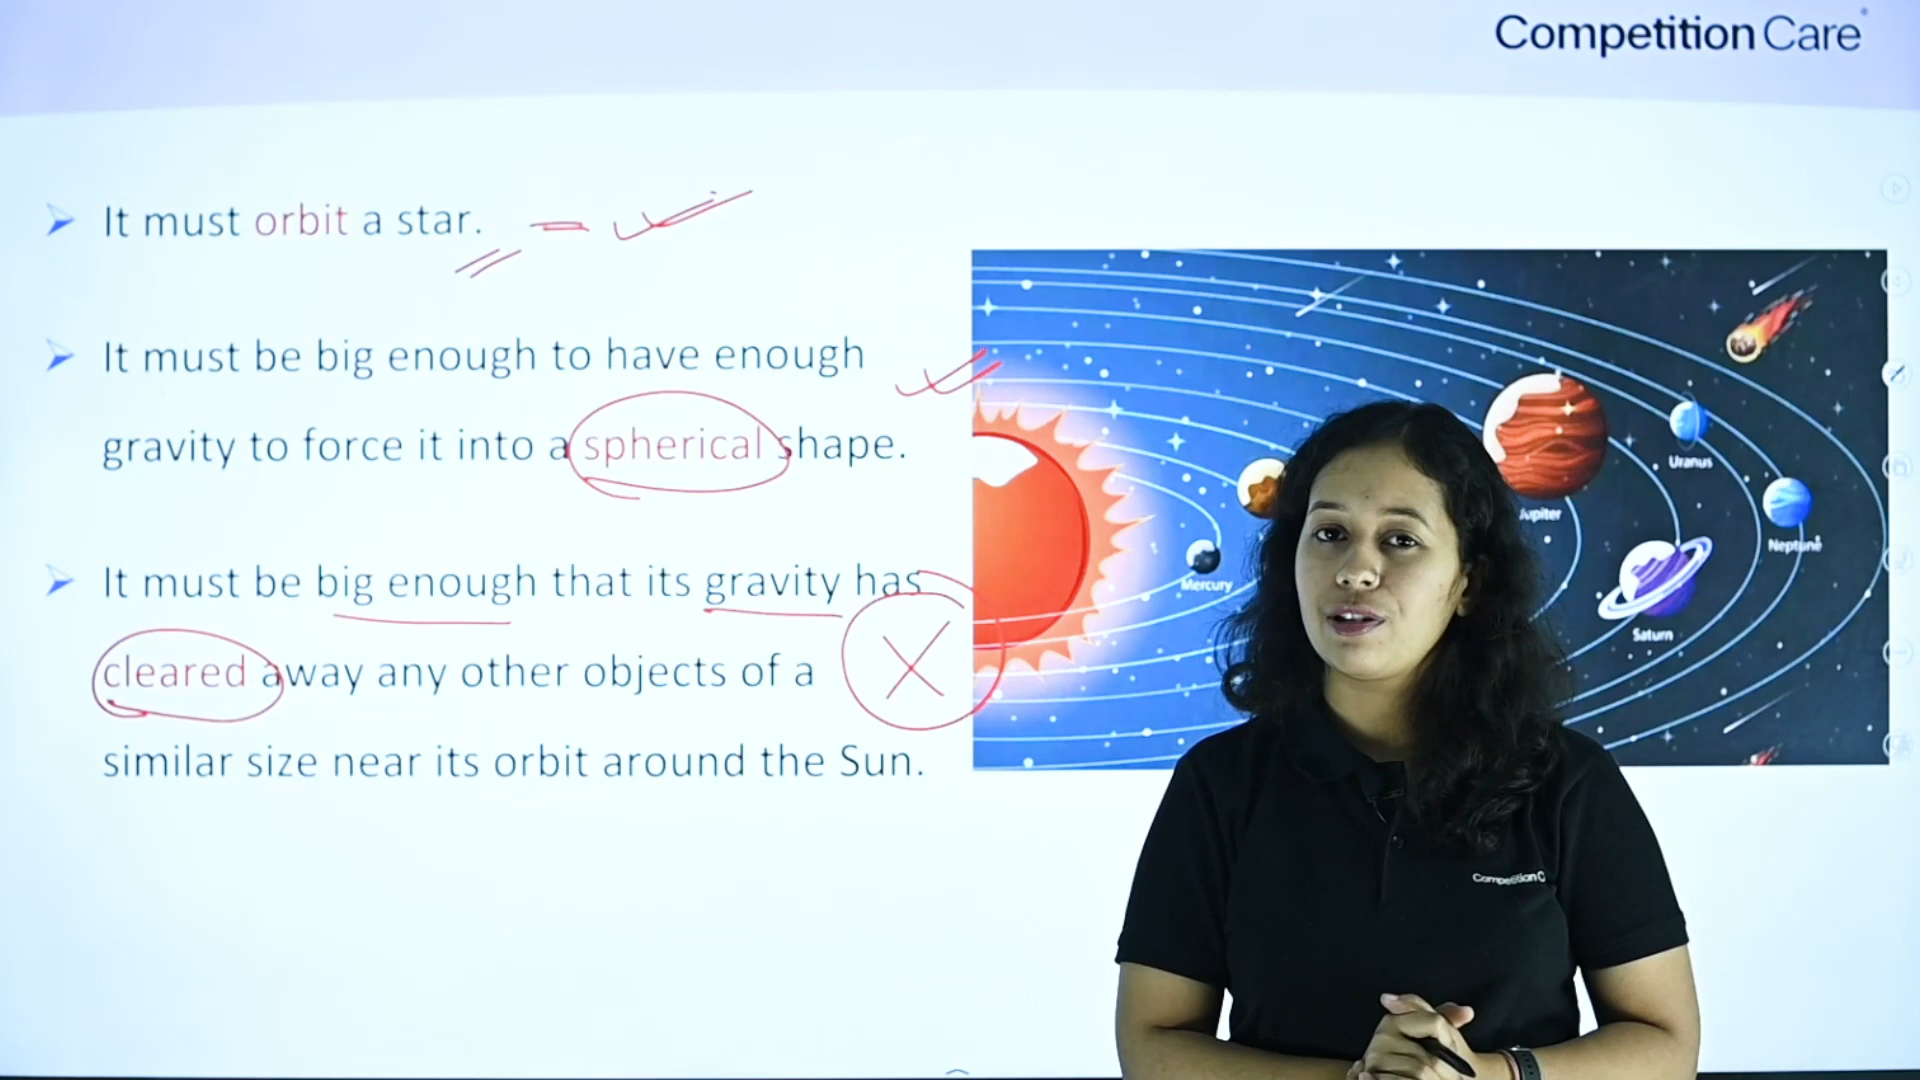 Competition Care
It must orbit a star.
It must be big enough to have enough
gravity to force it into a spherical shape.
It must be big enough that its gravity has
cleared away any other objects of a
similar size near its orbit around the Sun.
Uranus
Jupiter
Neptune
Mercury
Saturn
Competition C